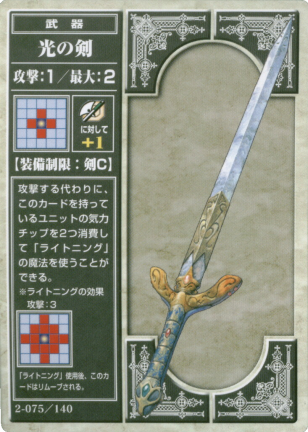 武器
光の剣
攻撃:1／最大:2
に対して
+1
【装備制限：剣C】
攻撃する代わりに、
このカードを持って
いるユニットの気力
チップを2つ消費し
て「ライトニング」
の魔法を使うことが
できる。
※ライトニングの効果
攻撃：3
「ライトニング」使用後、このカ
ードはリムーブされる。
2-075/140